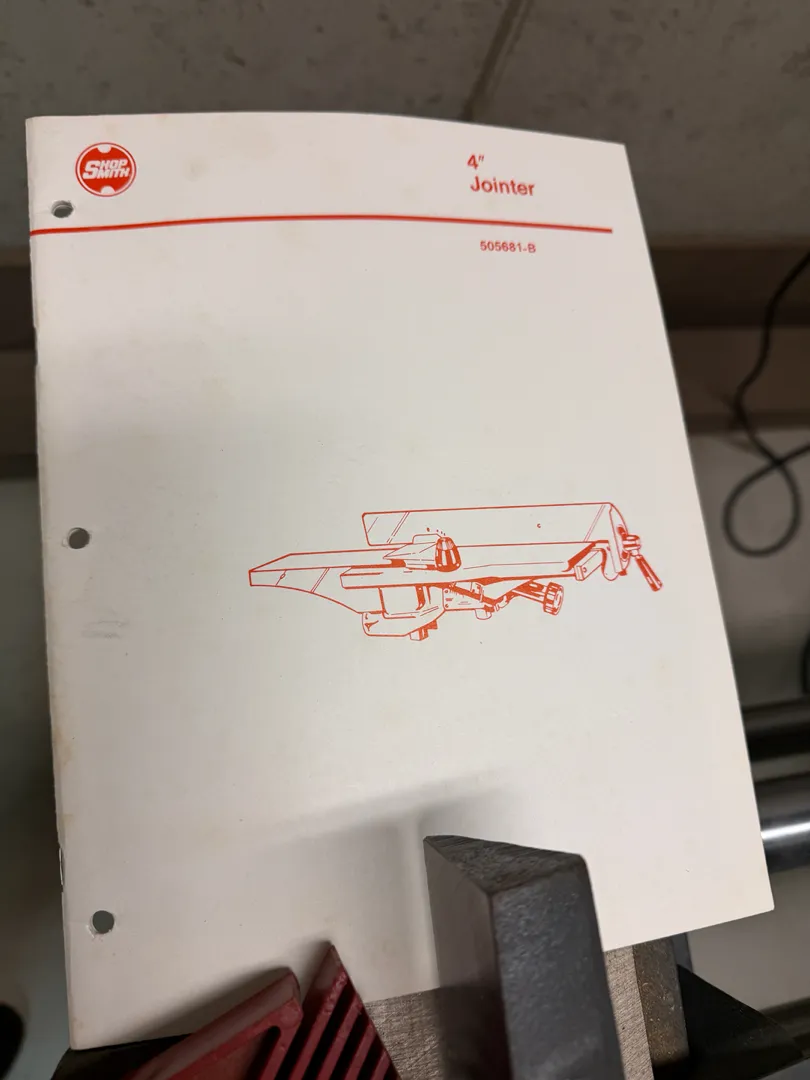 SHOP
SMITH
4"
Jointer
505681-B